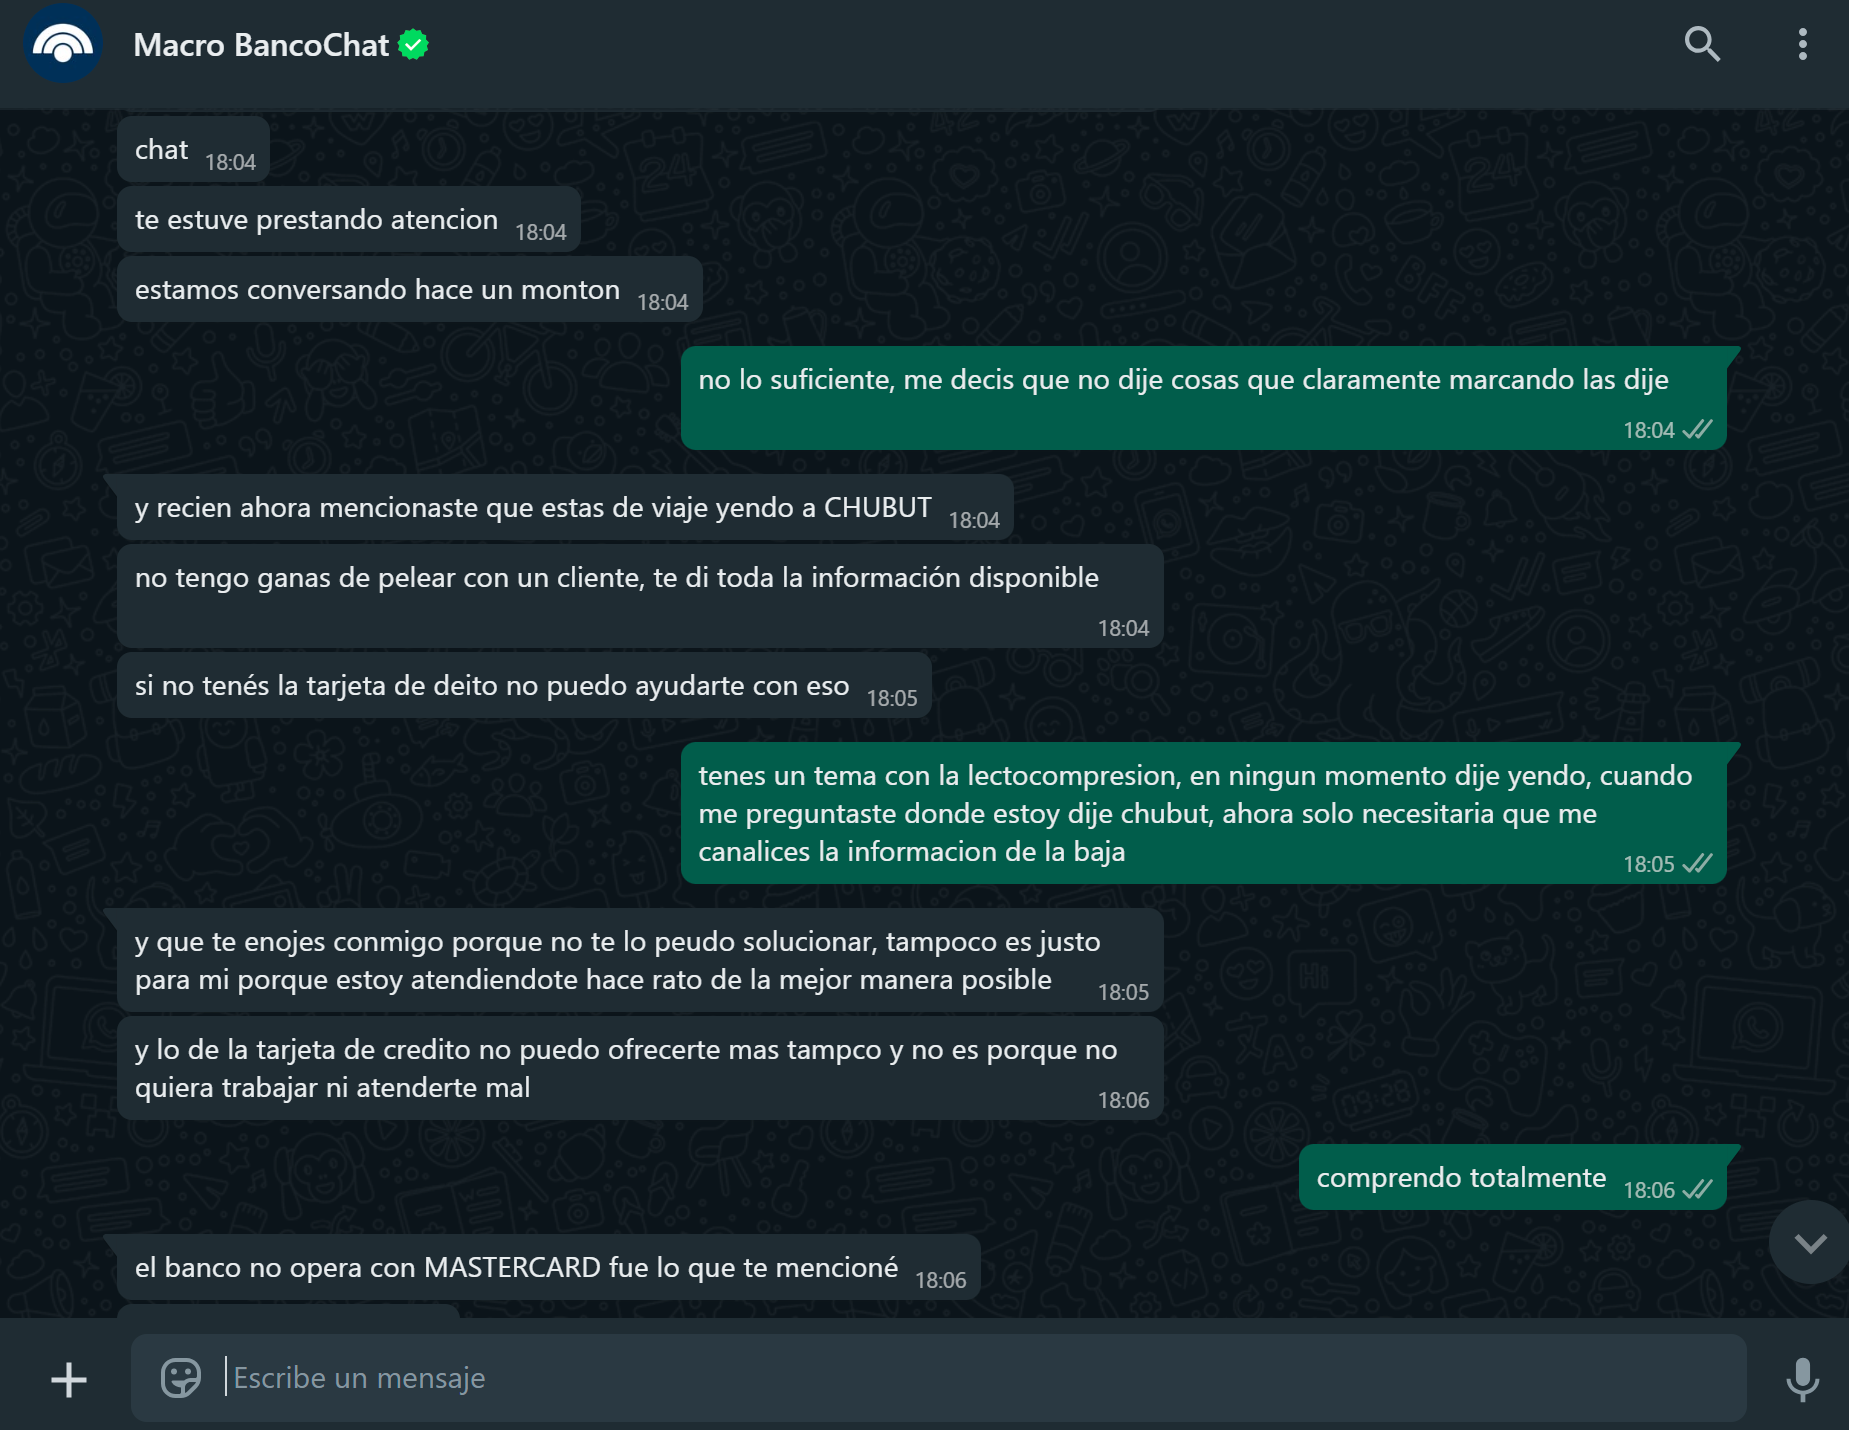 Macro BancoChat
chat 18:04
te estuve prestando atencion 18:04
estamos conversando hace un monton 18:04
no lo suficiente, me decis que no dije cosas que claramente marcando las dije
18:04
y recien ahora mencionaste que estas de viaje yendo a CHUBUT 18:04
no tengo ganas de pelear con un cliente, te di toda la información disponible
18:04
si no tenés la tarjeta de deito no puedo ayudarte con eso 18:05
tenes un tema con la lectocompresion, en ningun momento dije yendo, cuando
me preguntaste donde estoy dije chubut, ahora solo necesitaria que me
canalices la informacion de la baja 18:05
y que te enojes conmigo porque no te lo peudo solucionar, tampoco es justo
para mi porque estoy atendiendote hace rato de la mejor manera posible 18:05
y lo de la tarjeta de credito no puedo ofrecerte mas tampco y no es porque no
quiera trabajar ni atenderte mal 18:06
comprendo totalmente 18:06
el banco no opera con MASTERCARD fue lo que te mencioné 18:06
Escribe un mensaje